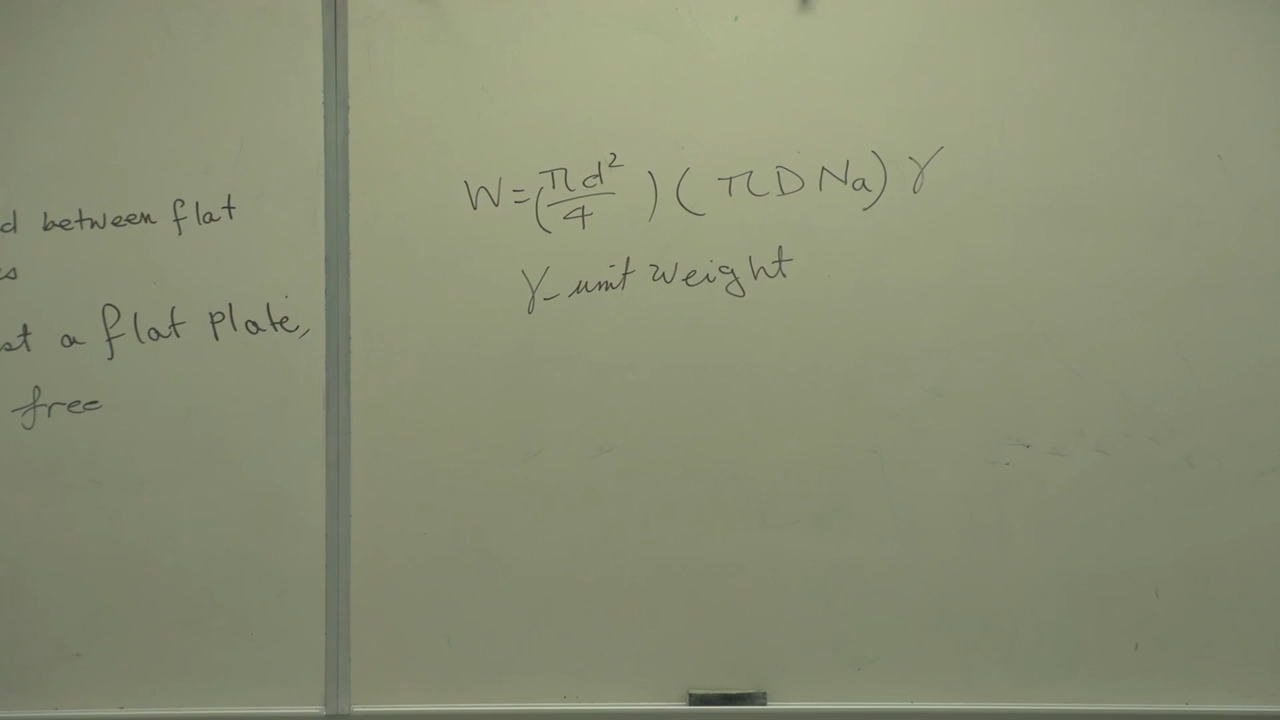 d between flat
s
st a flat plate,
free
W = (πd²/4) (πDNa) γ
γ - unit weight